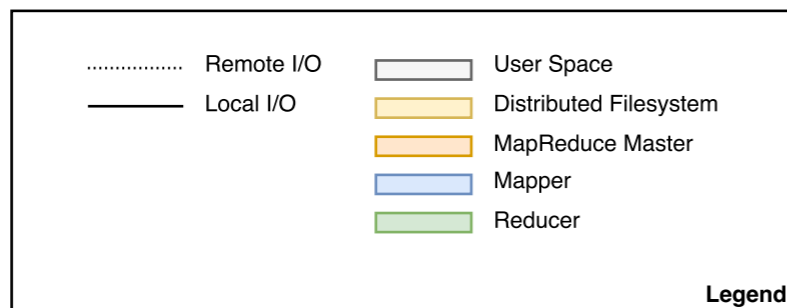 Remote I/O
Local I/O
User Space
Distributed Filesystem
MapReduce Master
Mapper
Reducer
Legend